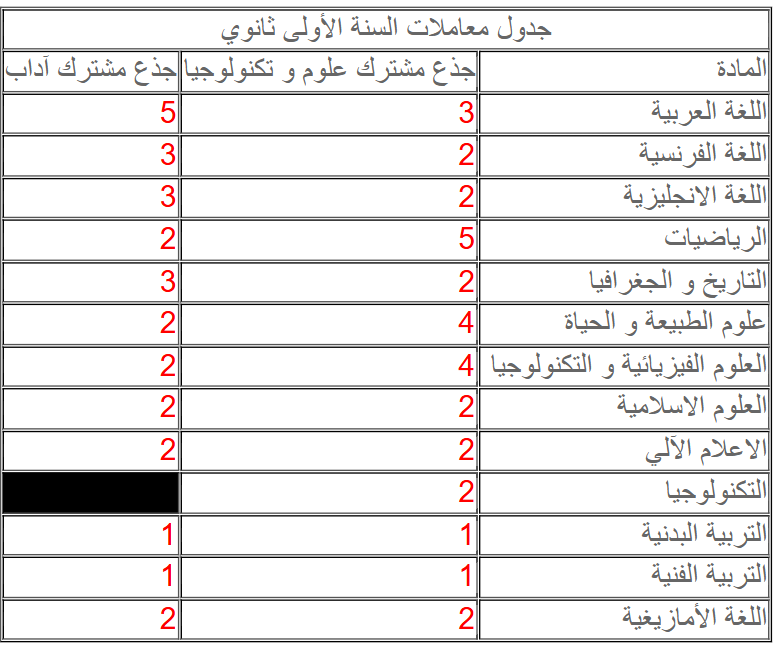 جدول معاملات السنة الأولى ثانوي
المادة جذع مشترك علوم و تكنولوجيا جذع مشترك آداب
اللغة العربية 3 5
اللغة الفرنسية 2 3
اللغة الانجليزية 2 3
الرياضيات 5 2
التاريخ و الجغرافيا 2 3
علوم الطبيعة و الحياة 4 2
العلوم الفيزيائية و التكنولوجيا 4 2
العلوم الاسلامية 2 2
الاعلام الآلي 2 2
التكنولوجيا 2
التربية البدنية 1 1
التربية الفنية 1 1
اللغة الأمازيغية 2 2